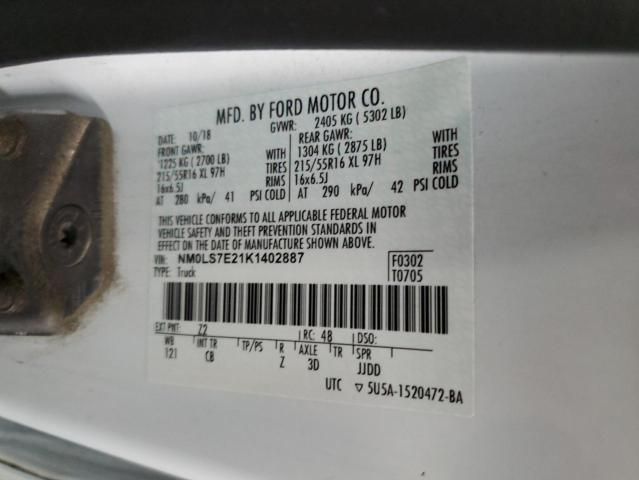 MFD. BY FORD MOTOR CO.
10/18 GVWR: 2405 KG ( 5302 LB)
FRONT GAWR: REAR GAWR:
1225 KG ( 2700 LB) WITH 1304 KG ( 2875 LB) WITH
215/55R16 XL 97H TIRES 215/55R16 XL 97H TIRES
16x6.5J RIMS 16x6.5J RIMS
AT 280 kPa/ 41 PSI COLD AT 290 kPa/ 42 PSI COLD
THIS VEHICLE CONFORMS TO ALL APPLICABLE FEDERAL MOTOR
VEHICLE SAFETY AND THEFT PREVENTION STANDARDS IN
EFFECT ON THE DATE OF MANUFACTURE SHOWN ABOVE.
VIN: NM0LS7E21K1402887 F0302
TYPE: Truck T0705
EXT PNT: Z2 RC: 48 DSO:
WB INT TR TP/PS R AXLE TR SPR
121 CB Z 3D JJDD
UTC ▽ 5U5A-1520472-BA